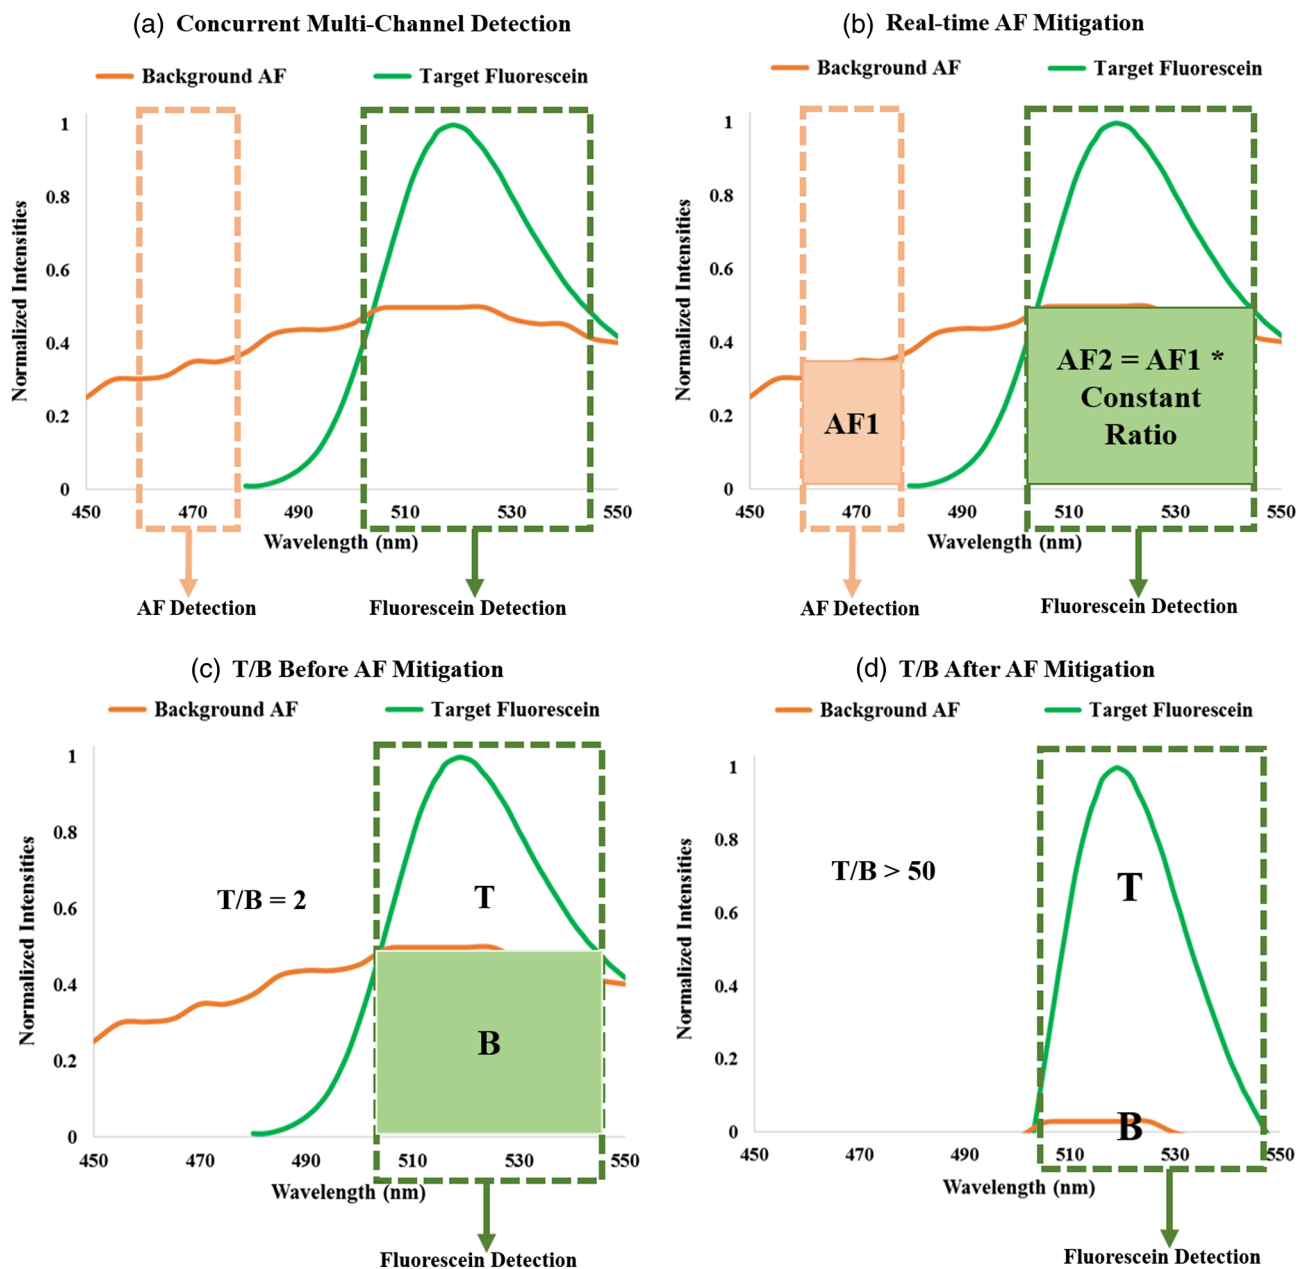 (a) Concurrent Multi-Channel Detection
Background AF
Target Fluorescein
Normalized Intensities
1
0.8
0.6
0.4
0.2
0
450
470
490
510
530
550
Wavelength (nm)
AF Detection
Fluorescein Detection
(b) Real-time AF Mitigation
Background AF
Target Fluorescein
Normalized Intensities
1
0.8
0.6
0.4
0.2
0
AF1
AF2 = AF1 *
Constant
Ratio
450
470
490
510
530
550
Wavelength (nm)
AF Detection
Fluorescein Detection
(c) T/B Before AF Mitigation
Background AF
Target Fluorescein
Normalized Intensities
1
0.8
0.6
0.4
0.2
0
T/B = 2
T
B
450
470
490
510
530
550
Wavelength (nm)
Fluorescein Detection
(d) T/B After AF Mitigation
Background AF
Target Fluorescein
Normalized Intensities
1
0.8
0.6
0.4
0.2
0
T/B > 50
T
B
450
470
490
510
530
550
Wavelength (nm)
Fluorescein Detection